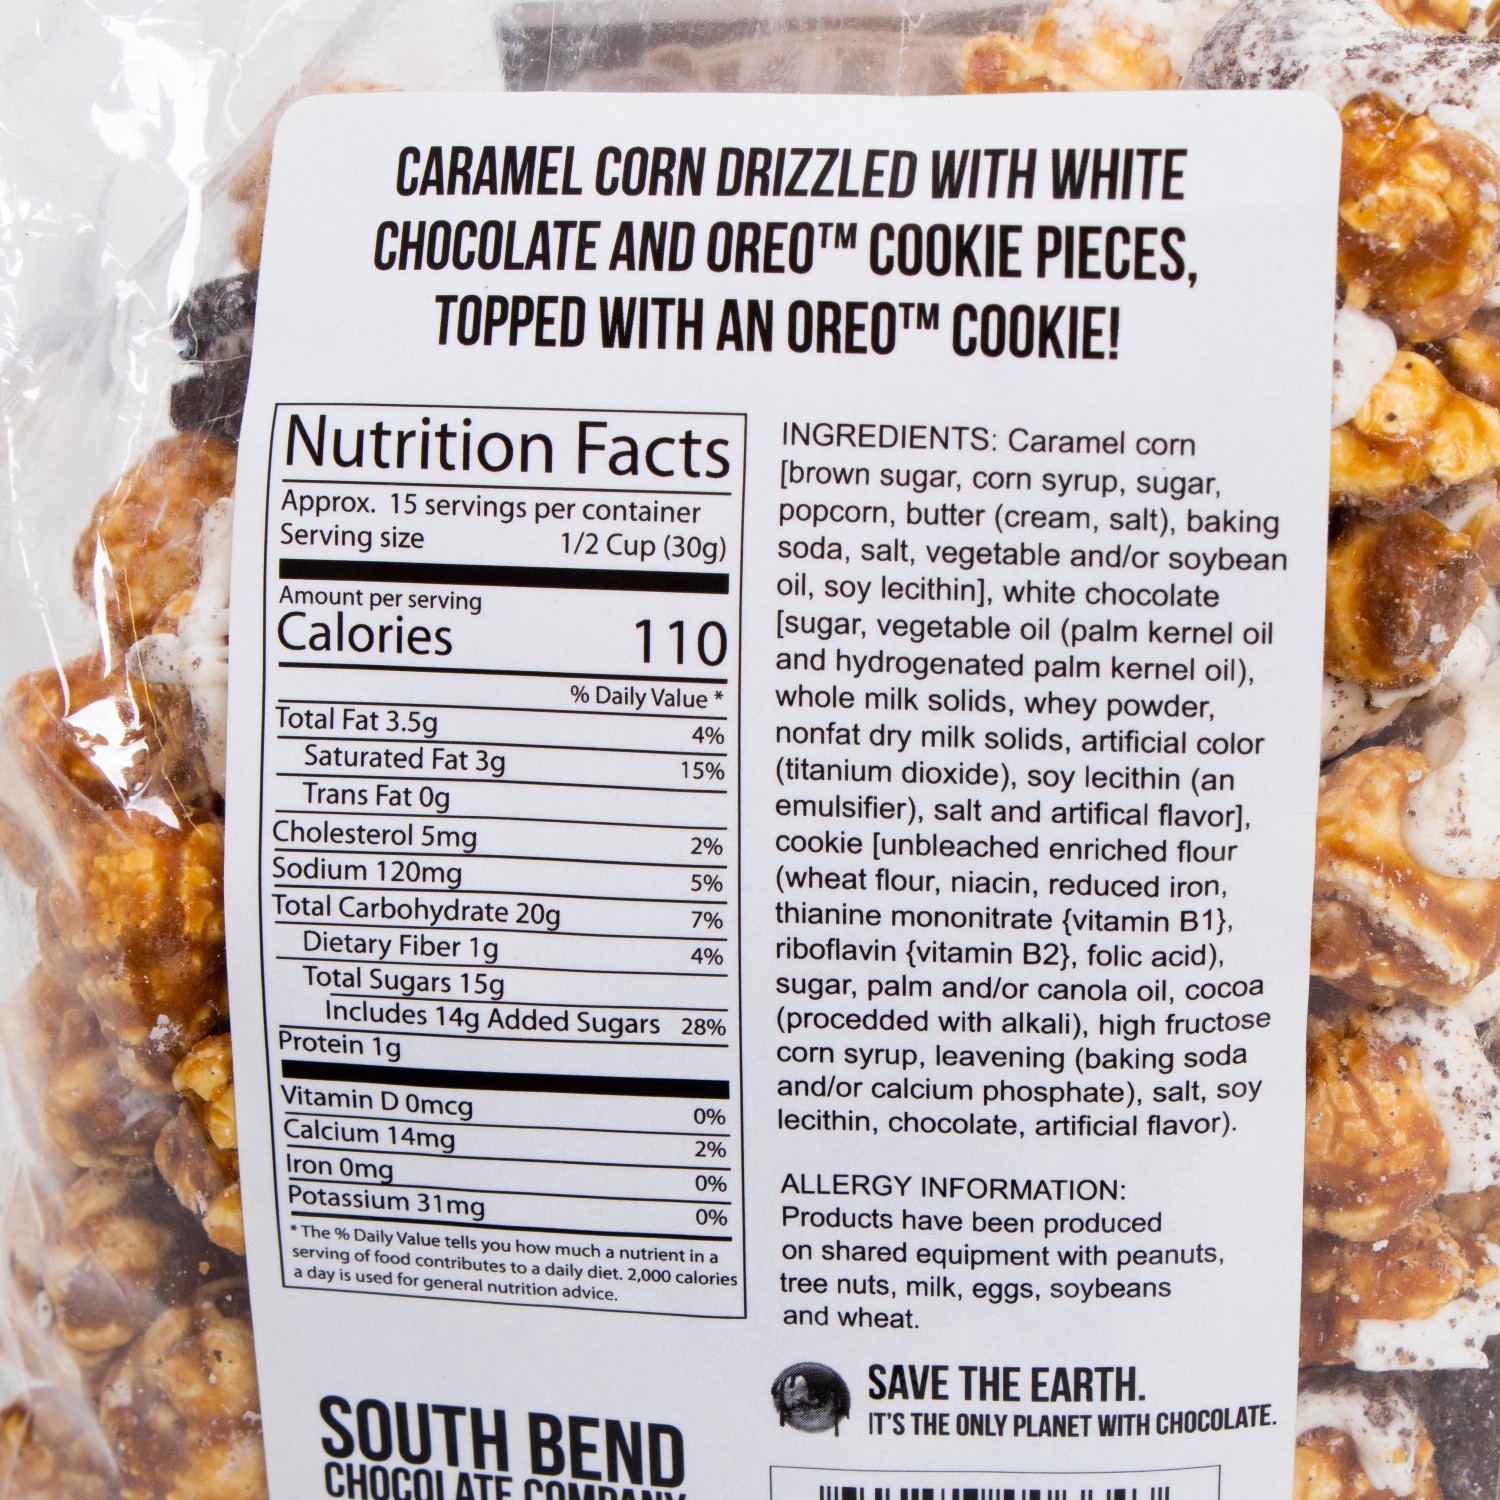 CARAMEL CORN DRIZZLED WITH WHITE
CHOCOLATE AND OREO™ COOKIE PIECES,
TOPPED WITH AN OREO™ COOKIE!
Nutrition Facts
Approx. 15 servings per container
Serving size 1/2 Cup (30g)
Amount per serving
Calories 110
% Daily Value *
Total Fat 3.5g 4%
Saturated Fat 3g 15%
Trans Fat 0g
Cholesterol 5mg 2%
Sodium 120mg 5%
Total Carbohydrate 20g 7%
Dietary Fiber 1g 4%
Total Sugars 15g
Includes 14g Added Sugars 28%
Protein 1g
Vitamin D 0mcg 0%
Calcium 14mg 2%
Iron 0mg 0%
Potassium 31mg 0%
* The % Daily Value tells you how much a nutrient in a
serving of food contributes to a daily diet. 2,000 calories
a day is used for general nutrition advice.
INGREDIENTS: Caramel corn
[brown sugar, corn syrup, sugar,
popcorn, butter (cream, salt), baking
soda, salt, vegetable and/or soybean
oil, soy lecithin], white chocolate
[sugar, vegetable oil (palm kernel oil
and hydrogenated palm kernel oil),
whole milk solids, whey powder,
nonfat dry milk solids, artificial color
(titanium dioxide), soy lecithin (an
emulsifier), salt and artifical flavor],
cookie [unbleached enriched flour
(wheat flour, niacin, reduced iron,
thianine mononitrate {vitamin B1},
riboflavin {vitamin B2}, folic acid),
sugar, palm and/or canola oil, cocoa
(procedded with alkali), high fructose
corn syrup, leavening (baking soda
and/or calcium phosphate), salt, soy
lecithin, chocolate, artificial flavor).
ALLERGY INFORMATION:
Products have been produced
on shared equipment with peanuts,
tree nuts, milk, eggs, soybeans
and wheat.
SAVE THE EARTH.
IT'S THE ONLY PLANET WITH CHOCOLATE.
SOUTH BEND
CHOCOLATE COMPANY